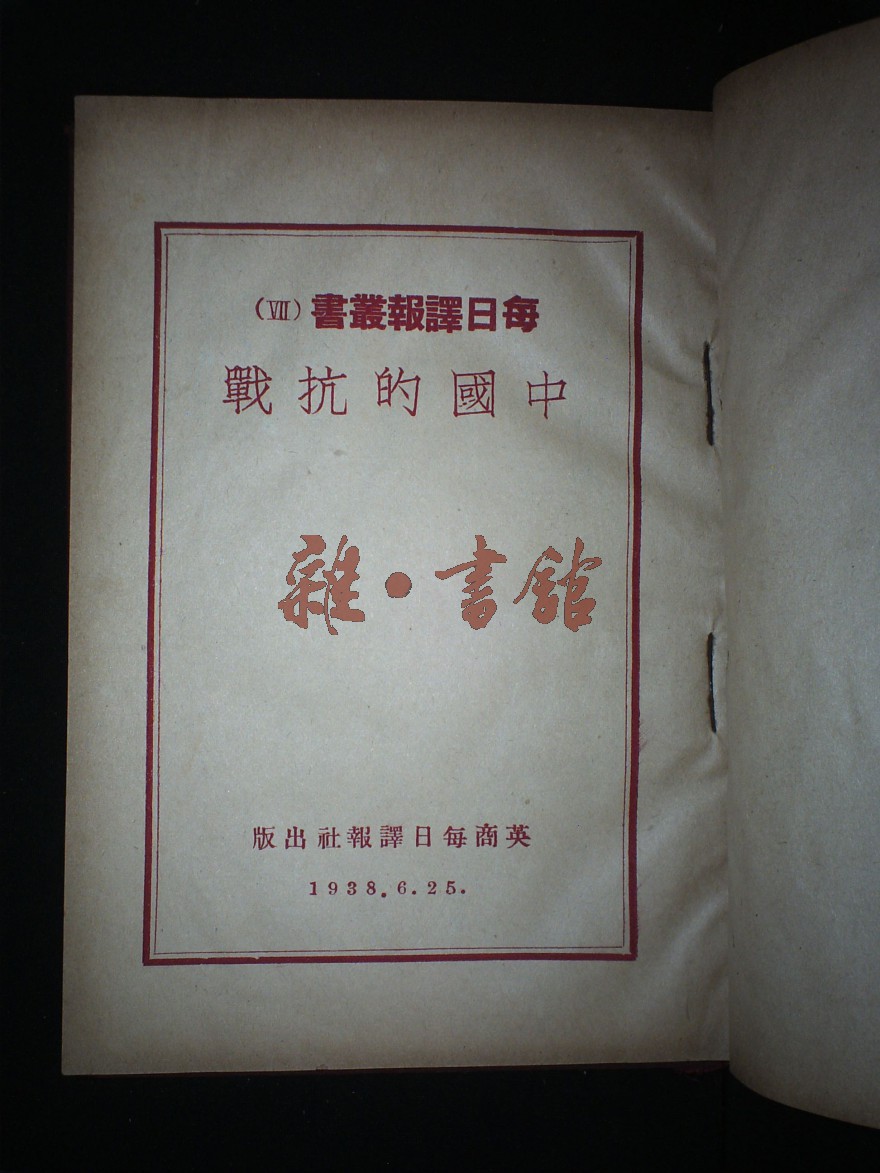 每日譯報叢書（VII）
中國的抗戰
雜·書館
英商每日譯報社出版
1938.6.25.